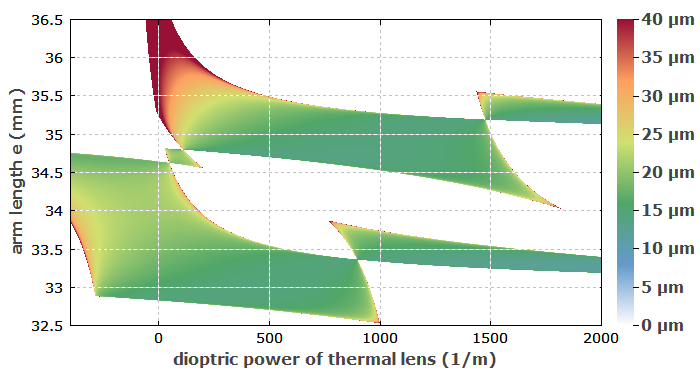 36.5
36
35.5
35
34.5
34
33.5
33
32.5
arm length e (mm)
0
500
1000
1500
2000
dioptric power of thermal lens (1/m)
40 μm
35 μm
30 μm
25 μm
20 μm
15 μm
10 μm
5 μm
0 μm